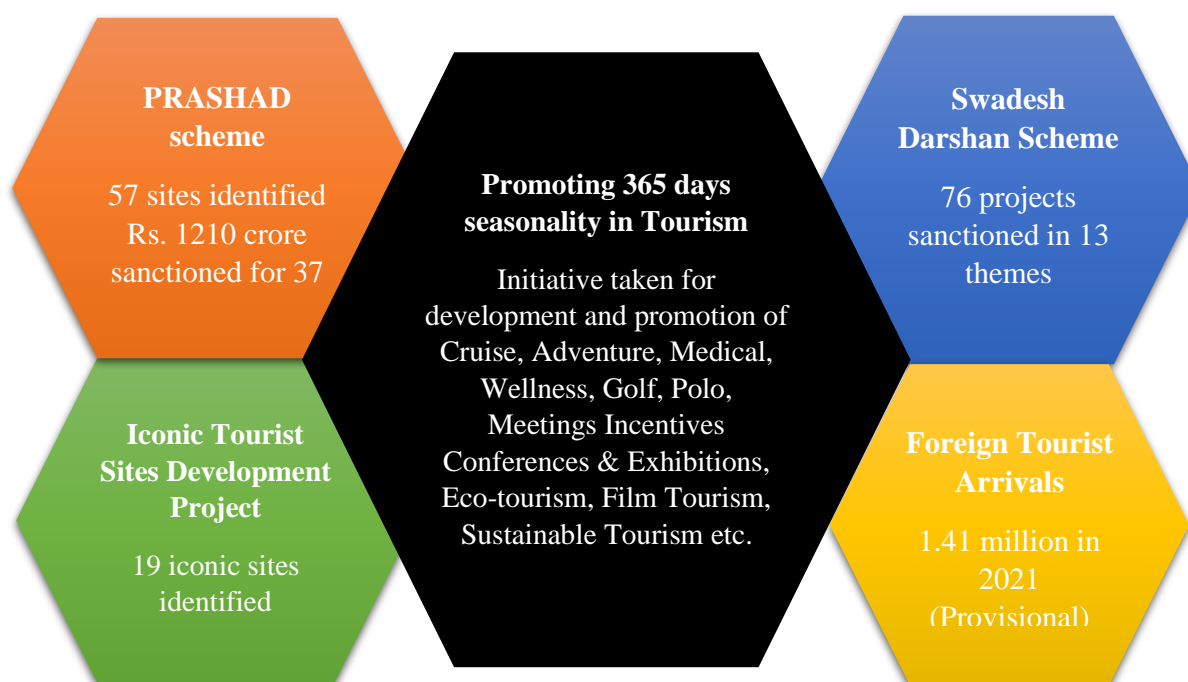 PRASHAD
scheme
57 sites identified
Rs. 1210 crore
sanctioned for 37
Promoting 365 days
seasonality in Tourism
Initiative taken for
development and promotion of
Cruise, Adventure, Medical,
Wellness, Golf, Polo,
Meetings Incentives
Conferences & Exhibitions,
Eco-tourism, Film Tourism,
Sustainable Tourism etc.
Swadesh
Darshan Scheme
76 projects
sanctioned in 13
themes
Iconic Tourist
Sites Development
Project
19 iconic sites
identified
Foreign Tourist
Arrivals
1.41 million in
2021
(Provisional)